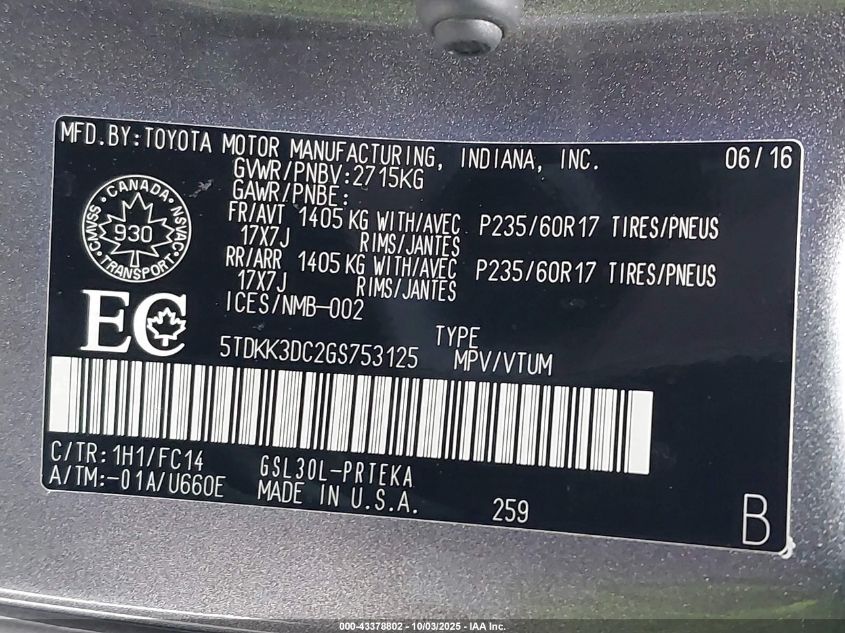 MFD.BY:TOYOTA MOTOR MANUFACTURING, INDIANA, INC. 06/16
GVWR/PNBV:2715KG
GAWR/PNBE:
FR/AVT 1405 KG WITH/AVEC P235/60R17 TIRES/PNEUS
17X7J RIMS/JANTES
RR/ARR 1405 KG WITH/AVEC P235/60R17 TIRES/PNEUS
17X7J RIMS/JANTES
ICES/NMB-002
CANADA
CMVSS 930 NSVAC
TRANSPORT
EC
TYPE
5TDKK3DC2GS753125 MPV/VTUM
C/TR: 1H1/FC14 GSL30L-PRTEKA
A/TM:-01A/U660E MADE IN U.S.A. 259
B
000-43378802 - 10/03/2025 - IAA Inc.